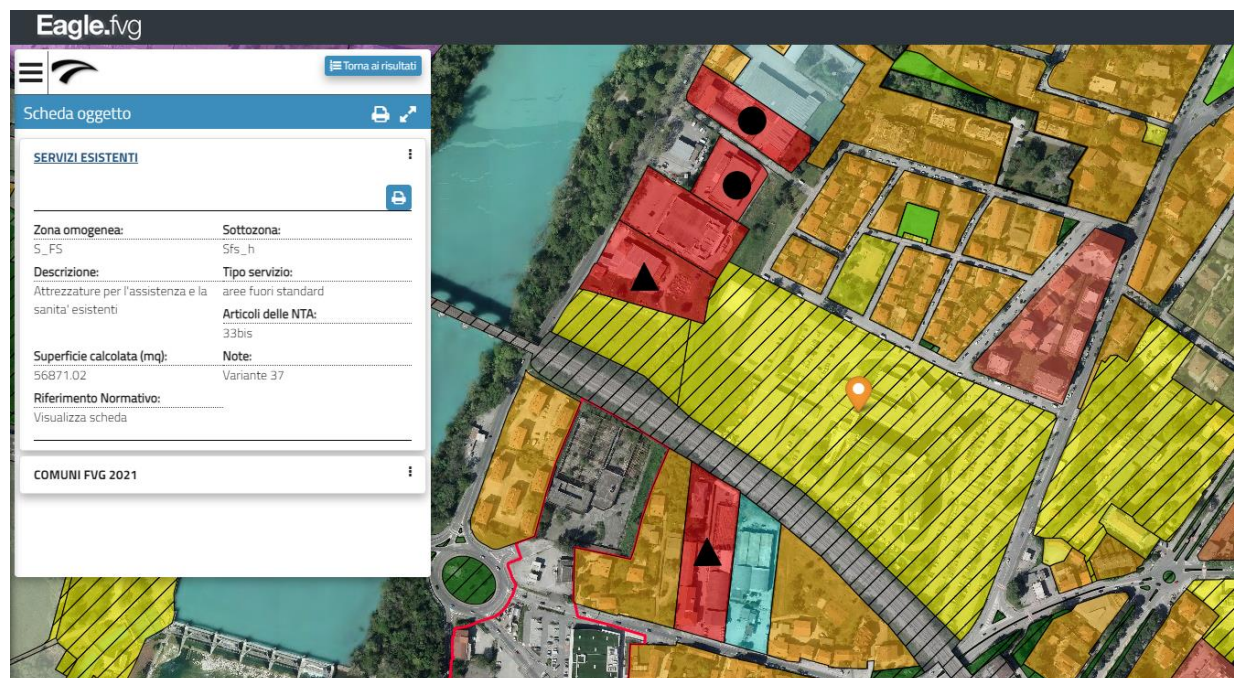 Eagle.fvg
Torna ai risultati
Scheda oggetto
SERVIZI ESISTENTI
Zona omogenea:
S_FS
Sottozona:
Sfs_h
Descrizione:
Attrezzature per l'assistenza e la
sanita' esistenti
Tipo servizio:
aree fuori standard
Articoli delle NTA:
33bis
Superficie calcolata (mq):
56871.02
Note:
Variante 37
Riferimento Normativo:
Visualizza scheda
COMUNI FVG 2021